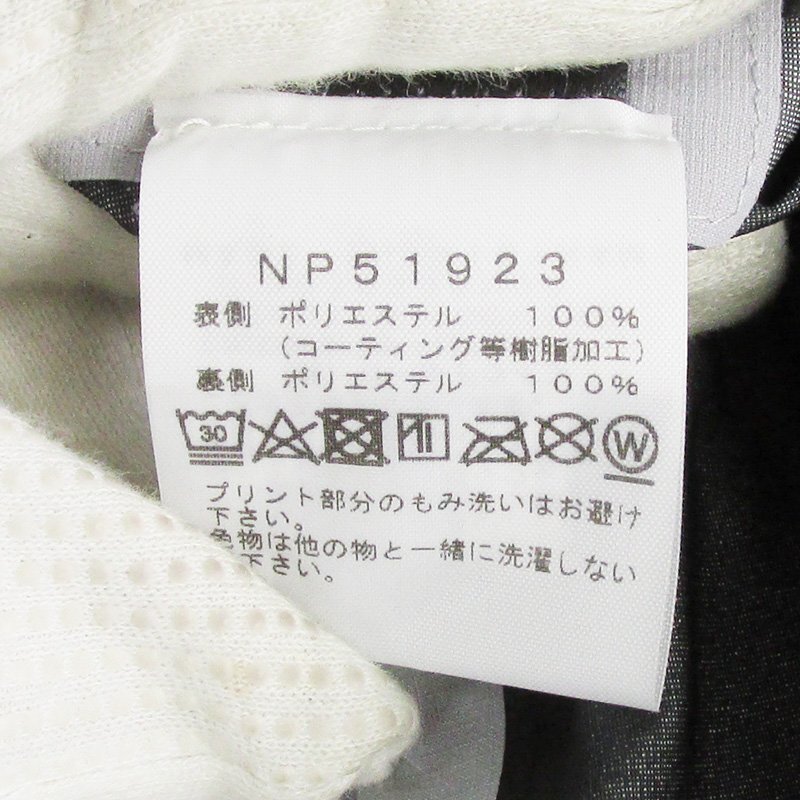 NP51923
表側 ポリエステル 100%
(コーティング等樹脂加工)
裏側 ポリエステル 100%
30 W
プリント部分のもみ洗いはお避け
下さい。
色物は他の物と一緒に洗濯しない
下さい。